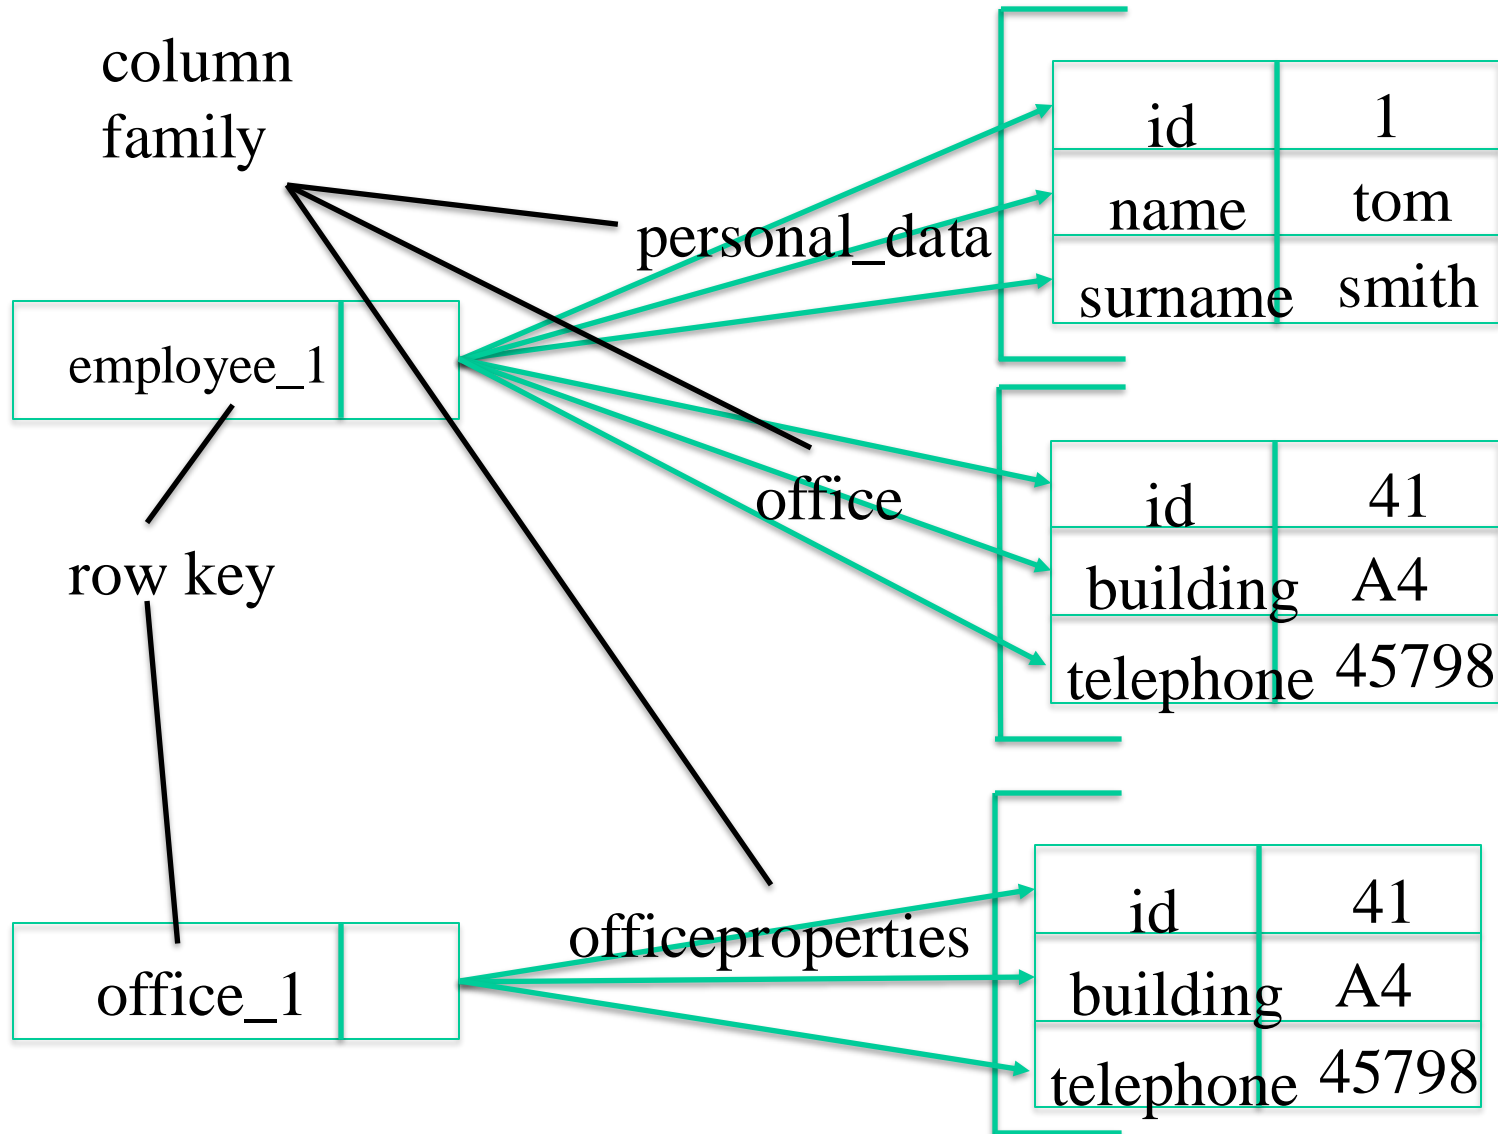 column
family
personal_data
id 1
name tom
surname smith
employee_1
office
id 41
building A4
telephone 45798
row key
officeproperties
id 41
building A4
telephone 45798
office_1